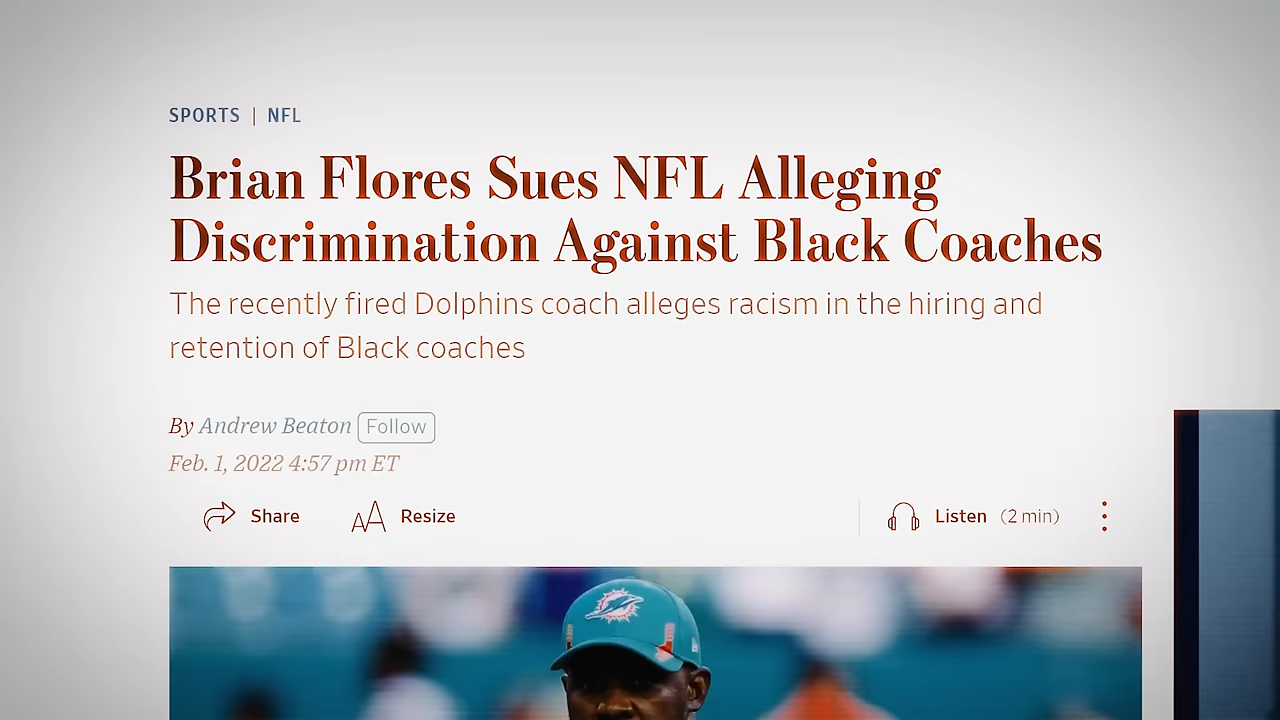 SPORTS | NFL
Brian Flores Sues NFL Alleging
Discrimination Against Black Coaches
The recently fired Dolphins coach alleges racism in the hiring and
retention of Black coaches
By Andrew Beaton Follow
Feb. 1, 2022 4:57 pm ET
Share Resize Listen (2 min)